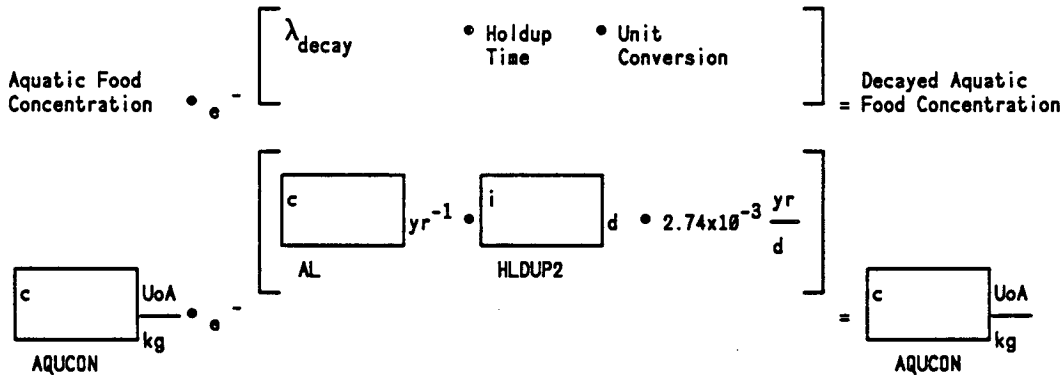 λdecay • Holdup Time • Unit Conversion
Aquatic Food Concentration • e - = Decayed Aquatic Food Concentration
c yr-1 • i d • 2.74x10-3 yr/d
AL HLDUP2
c UoA/kg • e - = c UoA/kg
AQUCON AQUCON